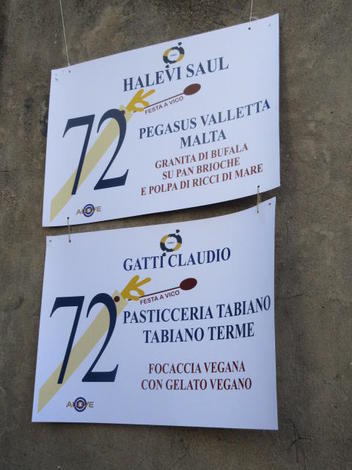 HALEVI SAUL
FESTA A VICO
72
PEGASUS VALLETTA
MALTA
GRANITA DI BUFALA
SU PAN BRIOCHE
E POLPA DI RICCI DI MARE
GATTI CLAUDIO
FESTA A VICO
72
PASTICCERIA TABIANO
TABIANO TERME
FOCACCIA VEGANA
CON GELATO VEGANO